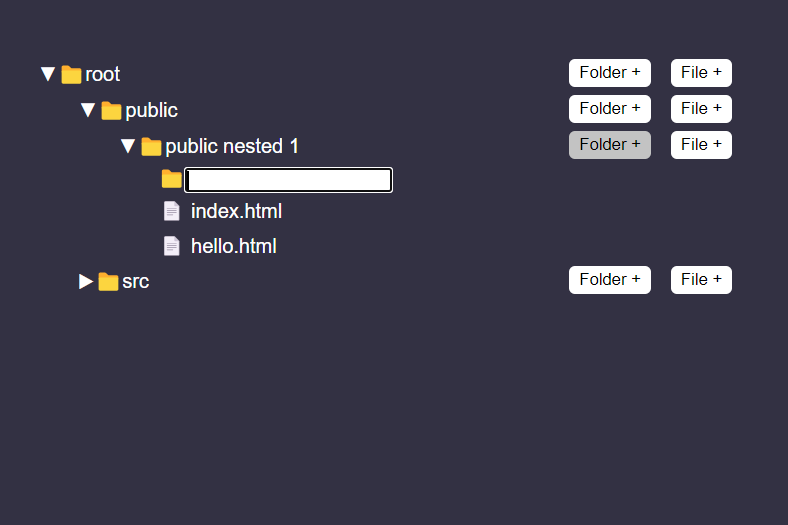 root Folder + File +
public Folder + File +
public nested 1 Folder + File +
index.html
hello.html
src Folder + File +